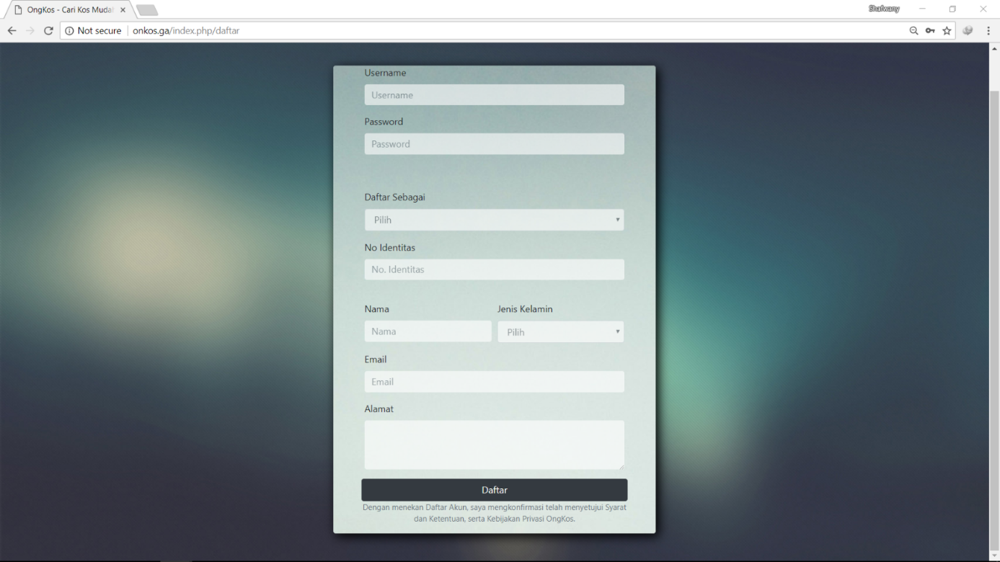 OngKos - Cari Kos Mudah
Shafwany
Not secure
onkos.ga/index.php/daftar
Username
Username
Password
Password
Daftar Sebagai
Pilih
No Identitas
No. Identitas
Nama Jenis Kelamin
Nama Pilih
Email
Email
Alamat
Daftar
Dengan menekan Daftar Akun, saya mengkonfirmasi telah menyetujui Syarat
dan Ketentuan, serta Kebijakan Privasi OngKos.